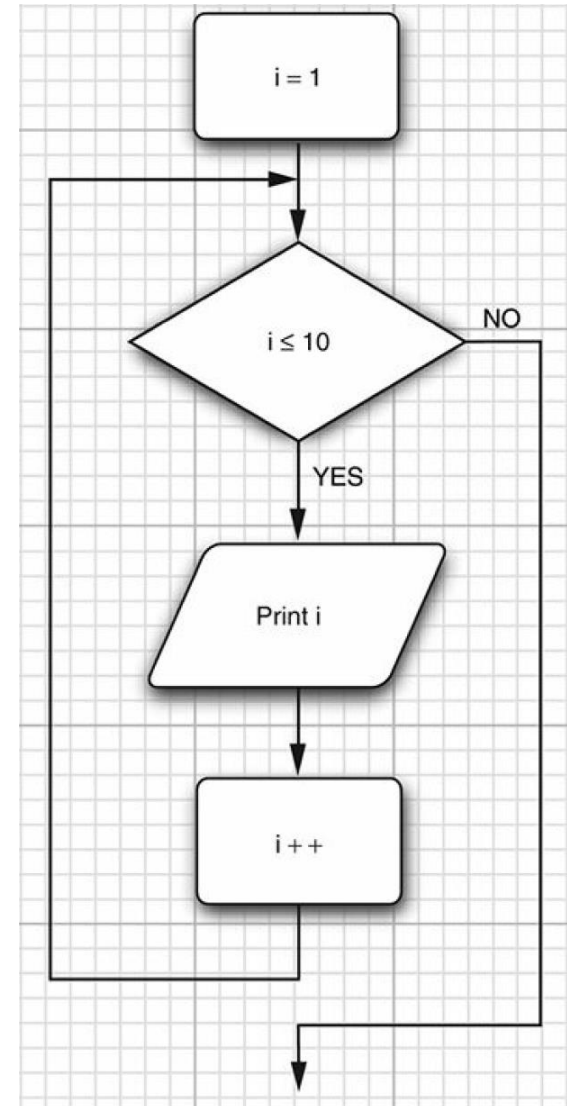 i = 1
i ≤ 10
NO
YES
Print i
i + +